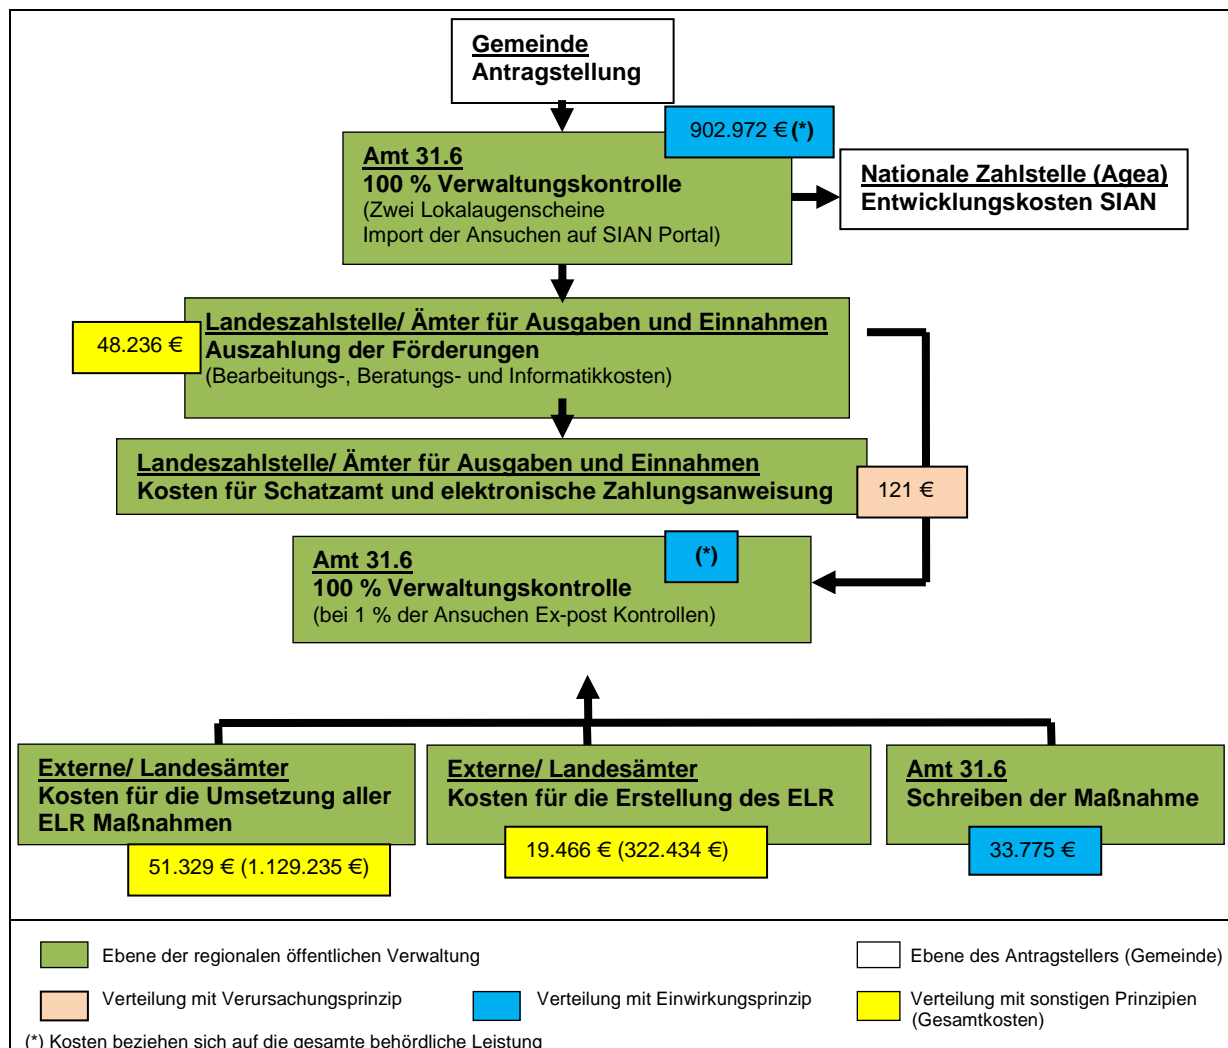 Gemeinde
Antragstellung
902.972 € (*)
Amt 31.6
100 % Verwaltungskontrolle
(Zwei Lokalaugenscheine
Import der Ansuchen auf SIAN Portal)
Nationale Zahlstelle (Agea)
Entwicklungskosten SIAN
48.236 €
Landeszahlstelle/ Ämter für Ausgaben und Einnahmen
Auszahlung der Förderungen
(Bearbeitungs-, Beratungs- und Informatikkosten)
Landeszahlstelle/ Ämter für Ausgaben und Einnahmen
Kosten für Schatzamt und elektronische Zahlungsanweisung
121 €
Amt 31.6
100 % Verwaltungskontrolle
(bei 1 % der Ansuchen Ex-post Kontrollen)
(*)
Externe/ Landesämter
Kosten für die Umsetzung aller
ELR Maßnahmen
51.329 € (1.129.235 €)
Externe/ Landesämter
Kosten für die Erstellung des ELR
19.466 € (322.434 €)
Amt 31.6
Schreiben der Maßnahme
33.775 €
Ebene der regionalen öffentlichen Verwaltung
Ebene des Antragstellers (Gemeinde)
Verteilung mit Verursachungsprinzip
Verteilung mit Einwirkungsprinzip
Verteilung mit sonstigen Prinzipien
(Gesamtkosten)
(*) Kosten beziehen sich auf die gesamte behördliche Leistung